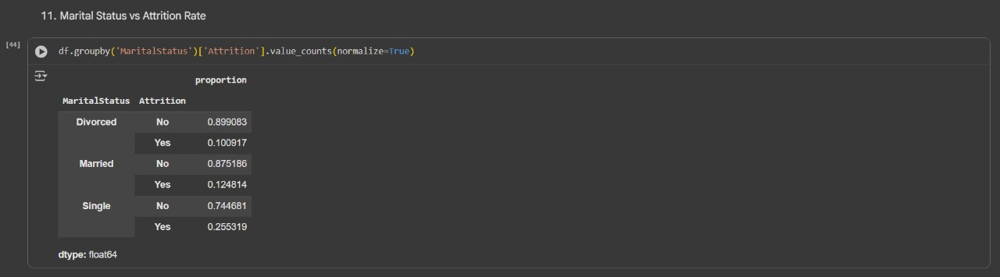 11. Marital Status vs Attrition Rate
[44]
df.groupby('MaritalStatus')['Attrition'].value_counts(normalize=True)
proportion
MaritalStatus Attrition
Divorced No 0.899083
Yes 0.100917
Married No 0.875186
Yes 0.124814
Single No 0.744681
Yes 0.255319
dtype: float64